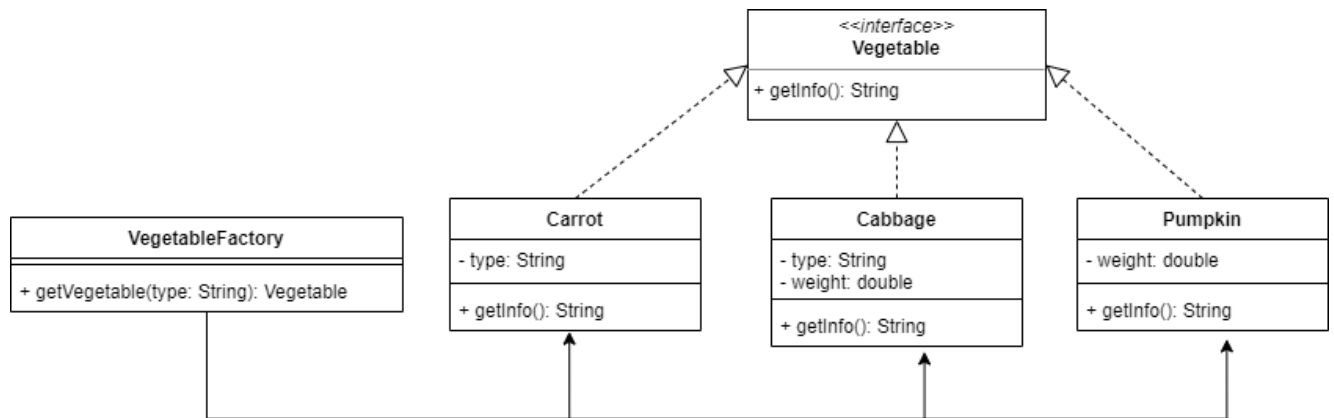 <<interface>>
Vegetable
+ getInfo(): String
VegetableFactory
+ getVegetable(type: String): Vegetable
Carrot
- type: String
+ getInfo(): String
Cabbage
- type: String
- weight: double
+ getInfo(): String
Pumpkin
- weight: double
+ getInfo(): String